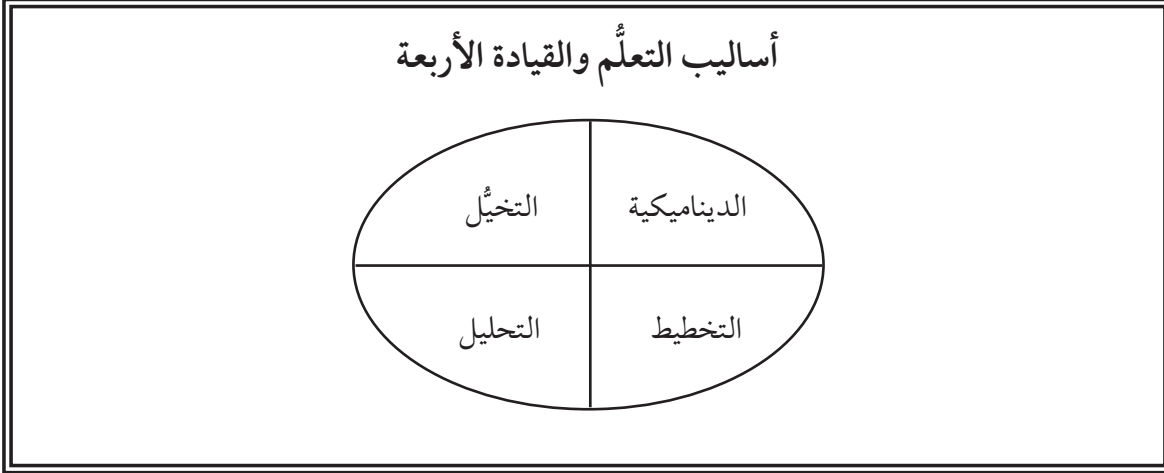 أساليب التعلُّم والقيادة الأربعة
الديناميكية
التخيُّل
التخطيط
التحليل